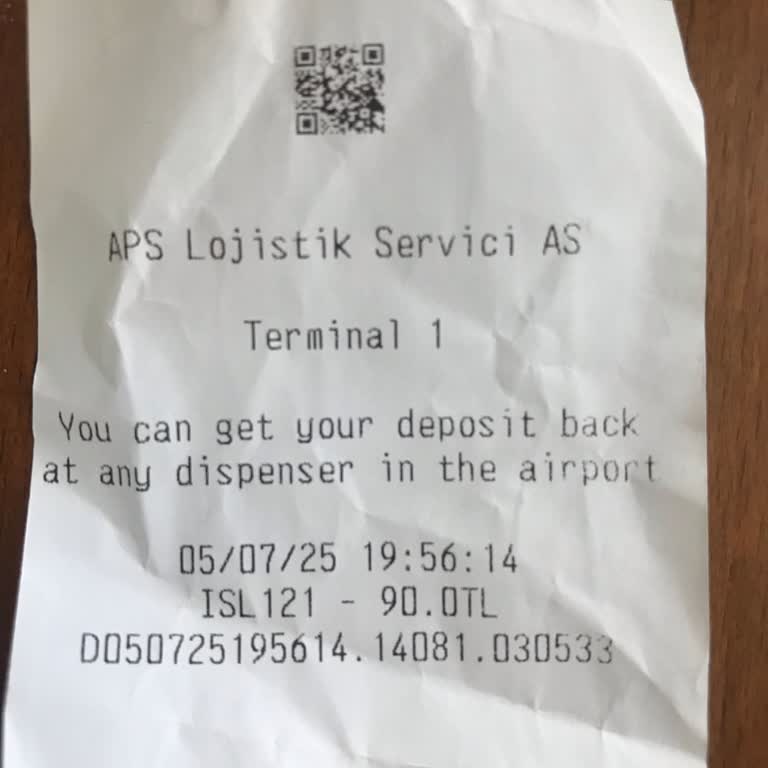 APS Lojistik Servici AS
Terminal 1
You can get your deposit back
at any dispenser in the airport
05/07/25 19:56:14
ISL121 - 90.0TL
D050725195614.14081.030533